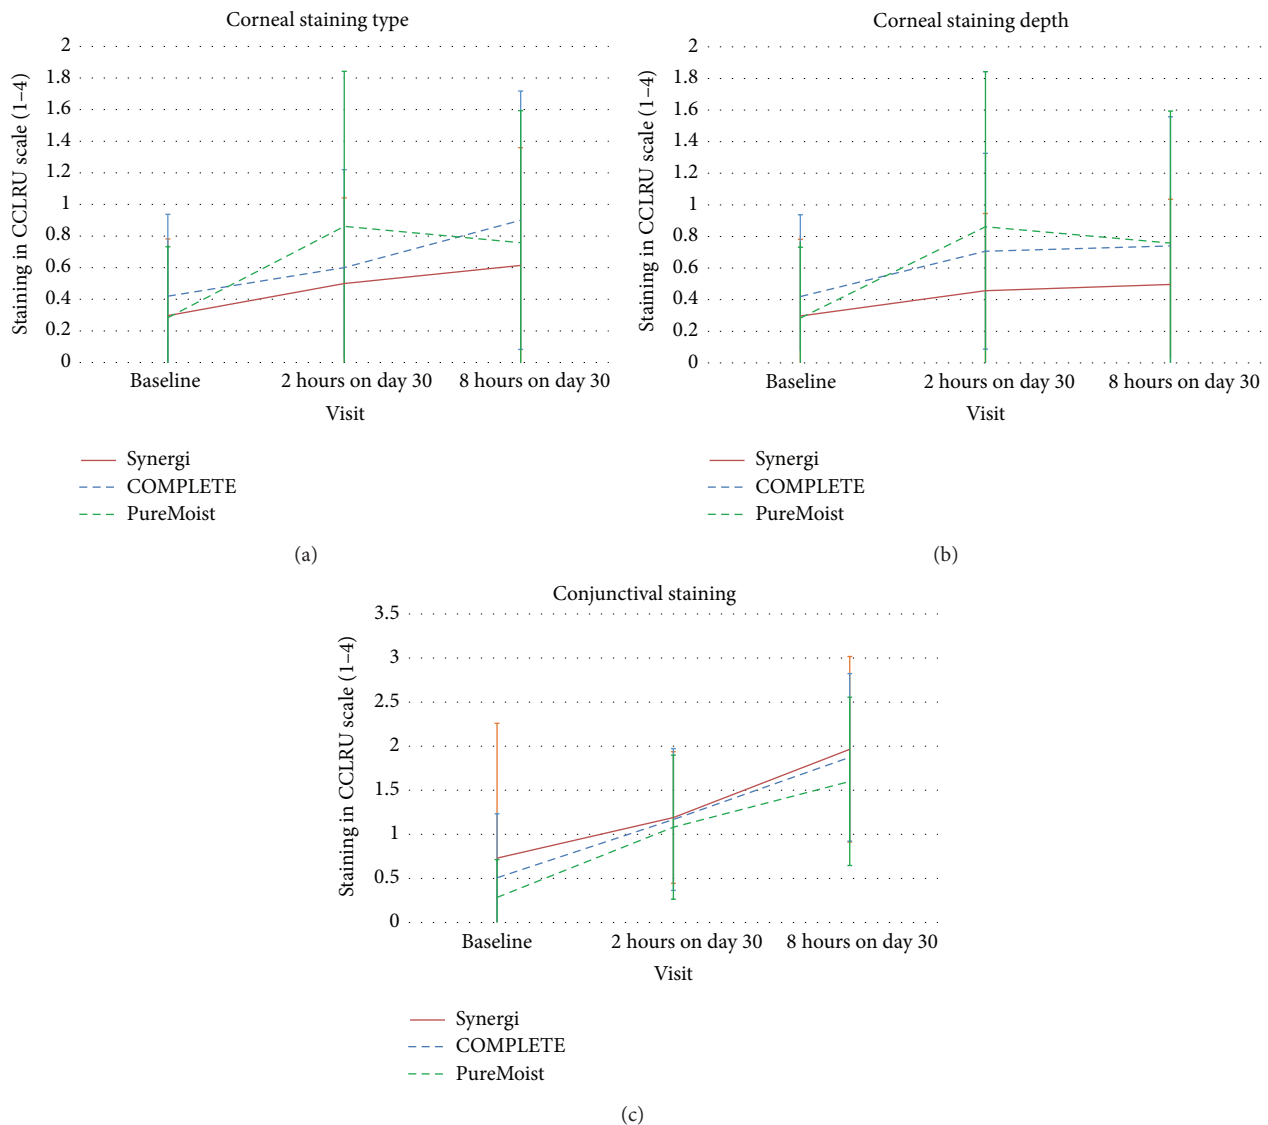 Corneal staining type
Staining in CCLRU scale (1–4)
2
1.8
1.6
1.4
1.2
1
0.8
0.6
0.4
0.2
0
Baseline
2 hours on day 30
8 hours on day 30
Visit
Synergi
COMPLETE
PureMoist
(a)
Corneal staining depth
Staining in CCLRU scale (1–4)
2
1.8
1.6
1.4
1.2
1
0.8
0.6
0.4
0.2
0
Baseline
2 hours on day 30
8 hours on day 30
Visit
Synergi
COMPLETE
PureMoist
(b)
Conjunctival staining
Staining in CCLRU scale (1–4)
3.5
3
2.5
2
1.5
1
0.5
0
Baseline
2 hours on day 30
8 hours on day 30
Visit
Synergi
COMPLETE
PureMoist
(c)